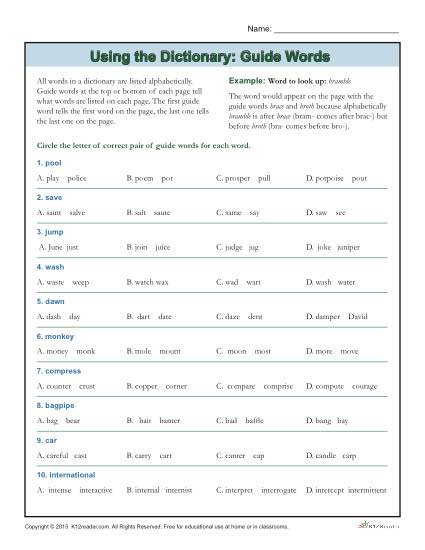 Name:
Using the Dictionary: Guide Words
All words in a dictionary are listed alphabetically.
Guide words at the top or bottom of each page tell
what words are listed on each page. The first guide
word tells the first word on the page, the last one tells
the last one on the page.
Example: Word to look up: bramble
The word would appear on the page with the
guide words brace and broth because alphabetically
bramble is after brace (bram- comes after brac-) but
before broth (bra- comes before bro-).
Circle the letter of correct pair of guide words for each word.
1. pool
A. play police B. poem pot C. prosper pull D. porpoise pout
2. save
A. saint salve B. salt saute C. same say D. saw see
3. jump
A. June just B. join juice C. judge jug D. joke juniper
4. wash
A. waste weep B. watch wax C. wad wart D. wash water
5. dawn
A. dash day B. dart date C. daze dent D. damper David
6. monkey
A. money monk B. mole mount C. moon most D. more move
7. compress
A. counter crust B. copper corner C. compare comprise D. compute courage
8. bagpipe
A. bag bear B. bait banter C. bad baffle D. bang bay
9. car
A. careful cast B. carry cart C. canter cap D. candle carp
10. international
A. intense interactive B. internal internist C. interpret interrogate D. intercept intermittent
Copyright © 2015 K12reader.com. All Rights Reserved. Free for educational use at home or in classrooms.
K12Reader